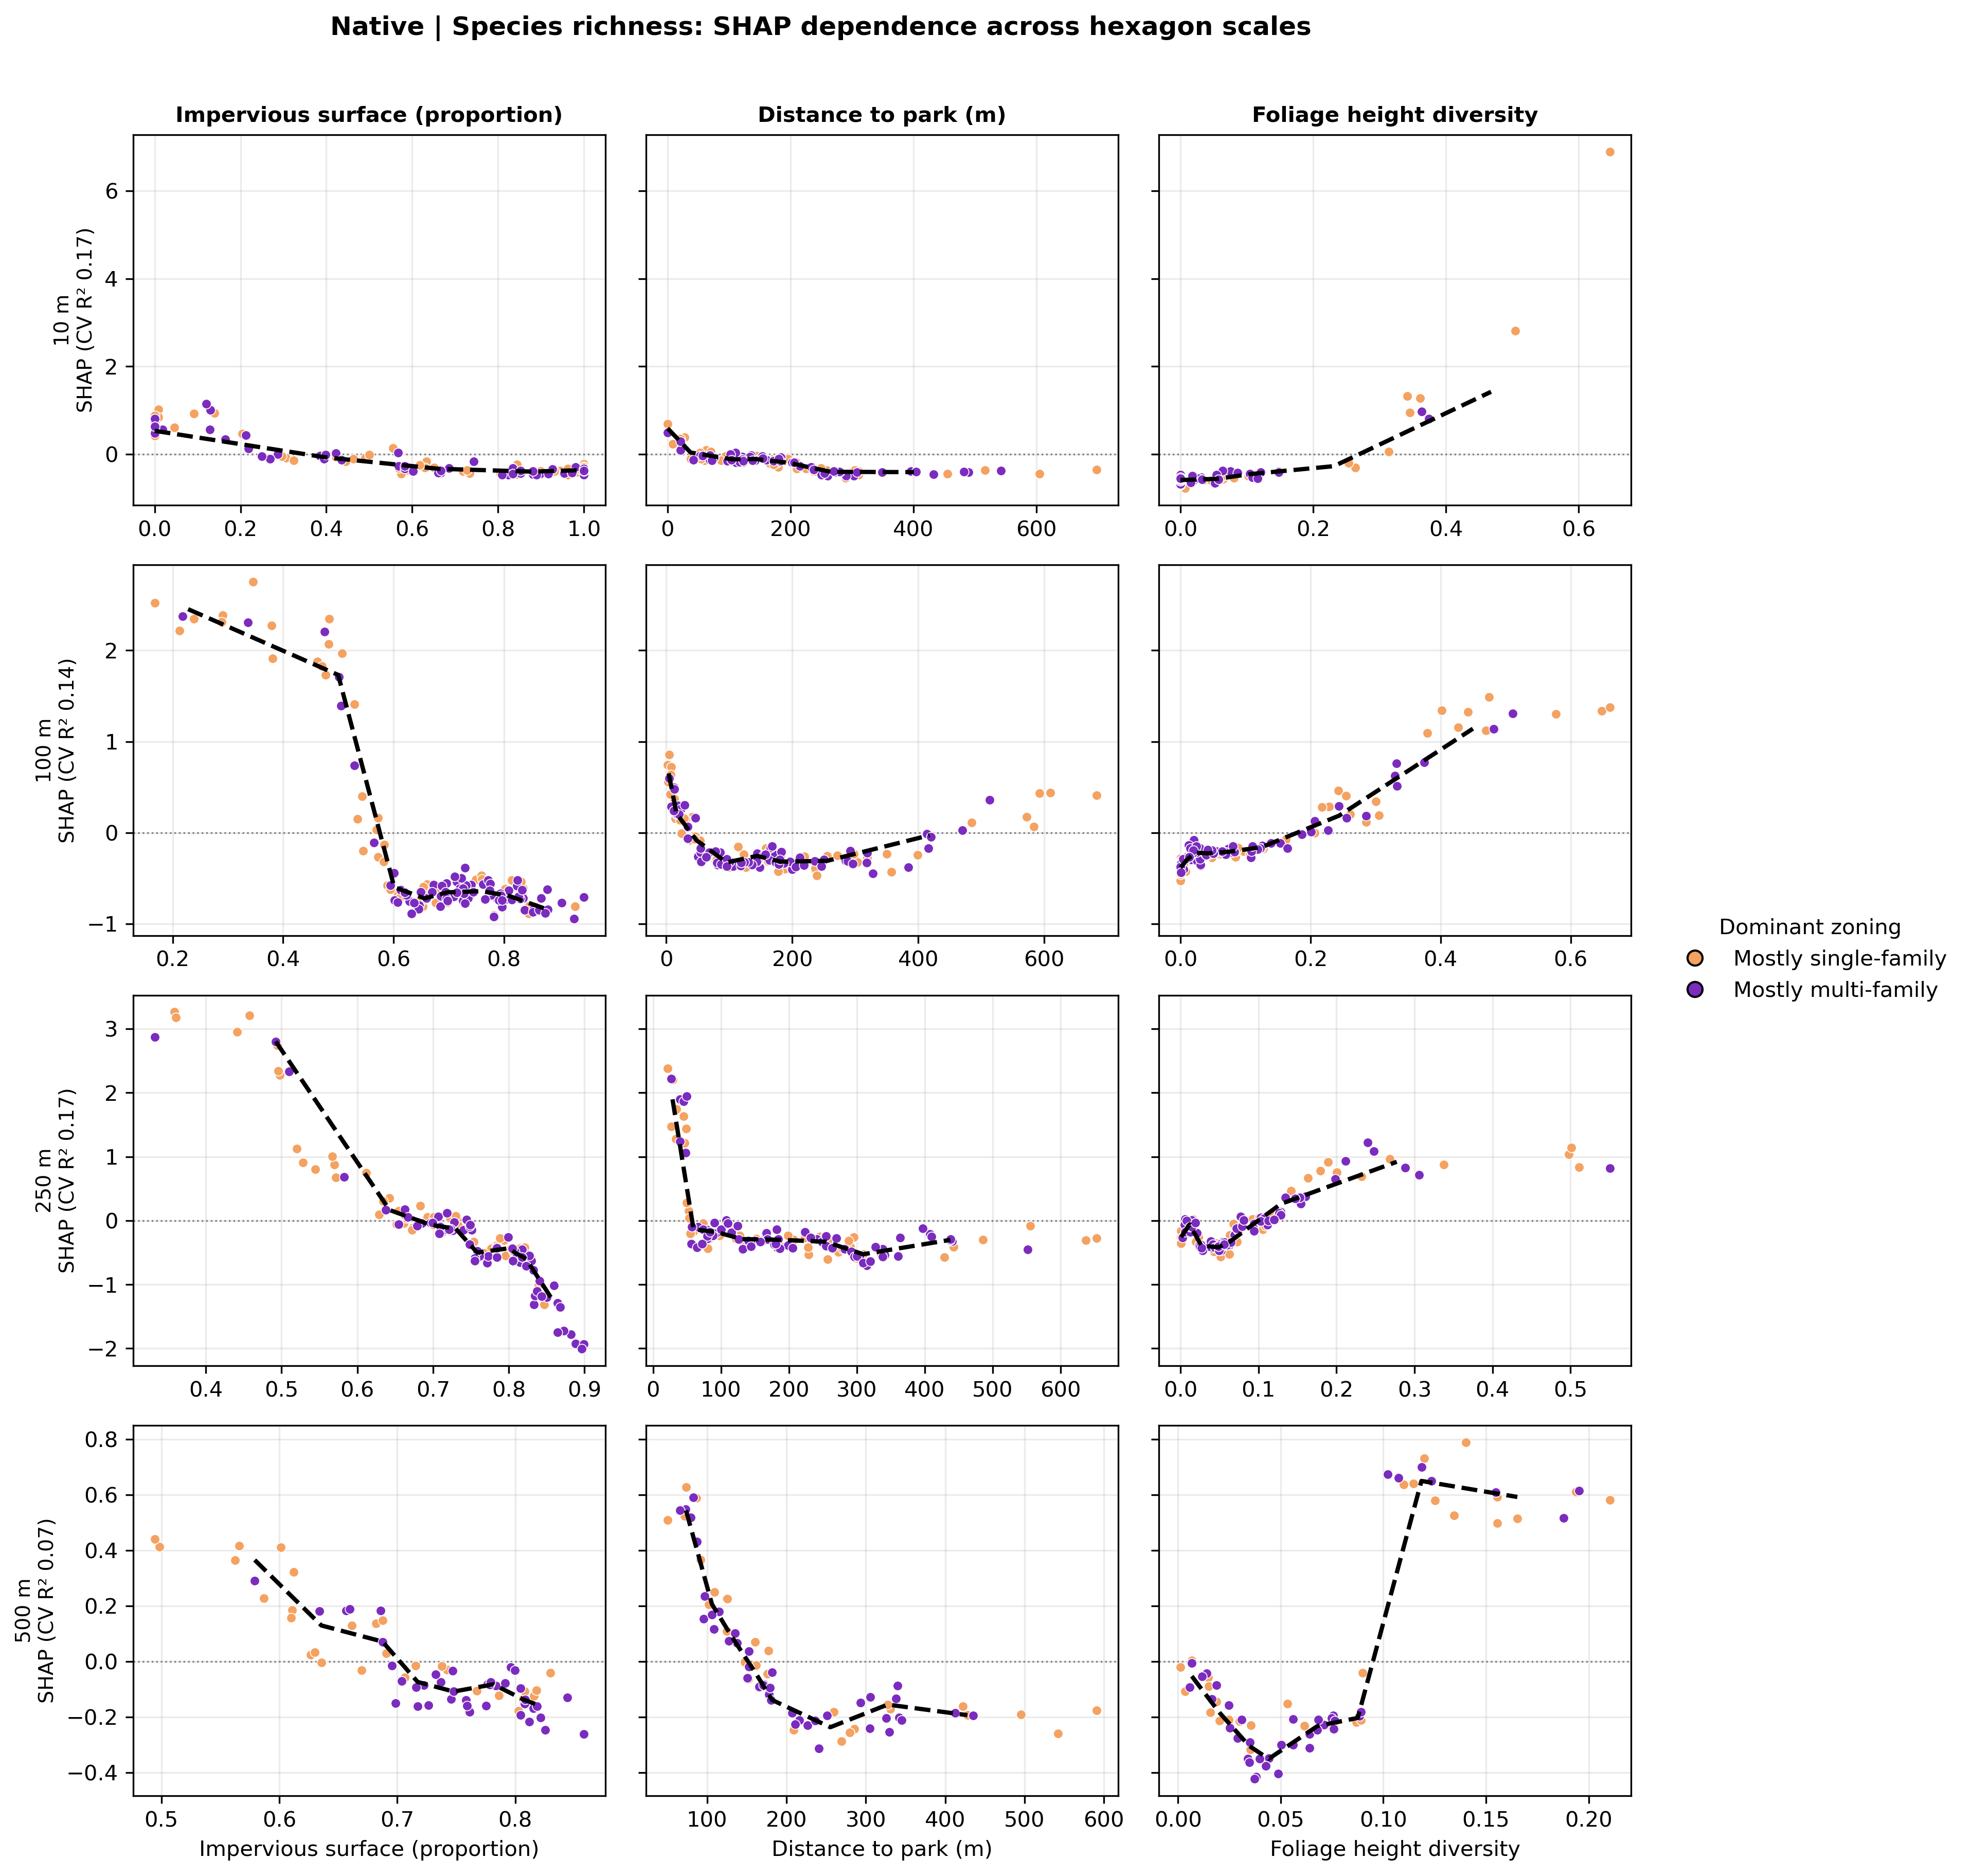 Native | Species richness: SHAP dependence across hexagon scales
Impervious surface (proportion)
Distance to park (m)
Foliage height diversity
10 m
SHAP (CV R² 0.17)
6
4
2
0
0.0 0.2 0.4 0.6 0.8 1.0
0 200 400 600
0.0 0.2 0.4 0.6
100 m
SHAP (CV R² 0.14)
2
1
0
−1
0.2 0.4 0.6 0.8
0 200 400 600
0.0 0.2 0.4 0.6
Dominant zoning
Mostly single-family
Mostly multi-family
250 m
SHAP (CV R² 0.17)
3
2
1
0
−1
−2
0.4 0.5 0.6 0.7 0.8 0.9
0 100 200 300 400 500 600
0.0 0.1 0.2 0.3 0.4 0.5
500 m
SHAP (CV R² 0.07)
0.8
0.6
0.4
0.2
0.0
−0.2
−0.4
0.5 0.6 0.7 0.8
100 200 300 400 500 600
0.00 0.05 0.10 0.15 0.20
Impervious surface (proportion)
Distance to park (m)
Foliage height diversity